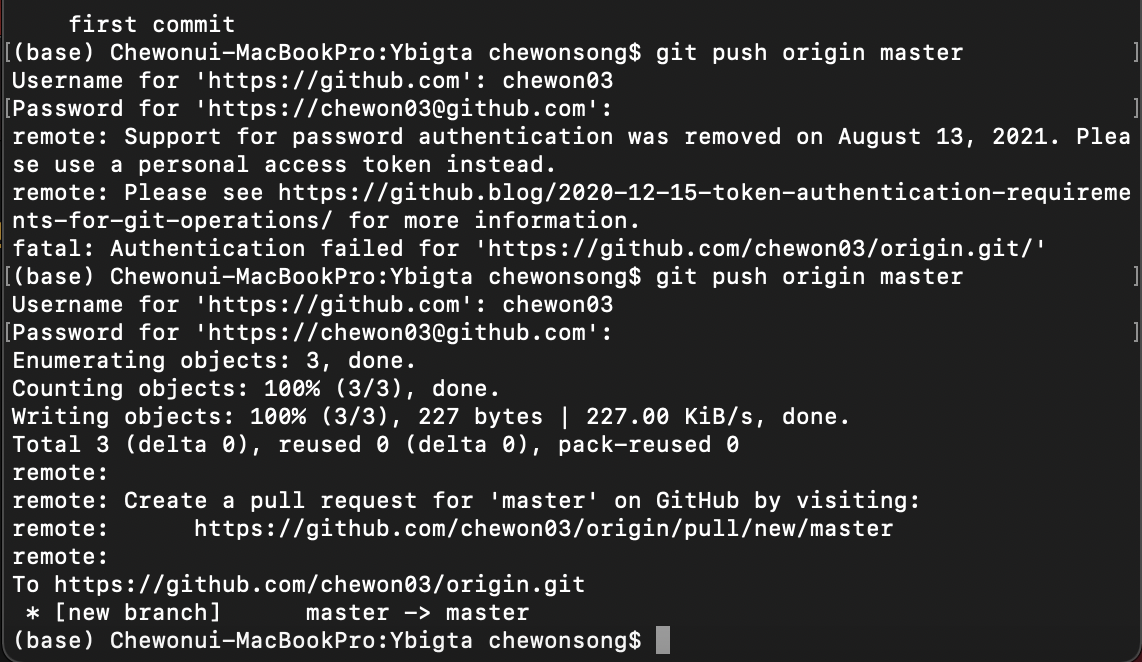 first commit
[(base) Chewonui-MacBookPro:Ybigta chewonsong$ git push origin master ]
Username for 'https://github.com': chewon03
[Password for 'https://chewon03@github.com': ]
remote: Support for password authentication was removed on August 13, 2021. Plea
se use a personal access token instead.
remote: Please see https://github.blog/2020-12-15-token-authentication-requireme
nts-for-git-operations/ for more information.
fatal: Authentication failed for 'https://github.com/chewon03/origin.git/'
[(base) Chewonui-MacBookPro:Ybigta chewonsong$ git push origin master ]
Username for 'https://github.com': chewon03
[Password for 'https://chewon03@github.com': ]
Enumerating objects: 3, done.
Counting objects: 100% (3/3), done.
Writing objects: 100% (3/3), 227 bytes | 227.00 KiB/s, done.
Total 3 (delta 0), reused 0 (delta 0), pack-reused 0
remote:
remote: Create a pull request for 'master' on GitHub by visiting:
remote:      https://github.com/chewon03/origin/pull/new/master
remote:
To https://github.com/chewon03/origin.git
 * [new branch]      master -> master
(base) Chewonui-MacBookPro:Ybigta chewonsong$